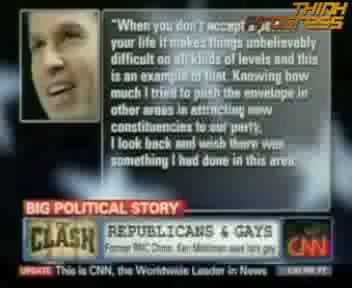 THINK
PROGRESS
"When you don't accept a part of
your life it makes things unbelievably
difficult on all kinds of levels and this
is an example of that. Knowing how
much I tried to push the envelope in
other areas in attracting new
constituencies to our party,
I look back and wish there was
something I had done in this area.
BIG POLITICAL STORY
CLASH
REPUBLICANS & GAYS
Former RNC Chmn. Ken Mehlman says he's gay
CNN
UPDATE This is CNN, the Worldwide Leader in News
PT